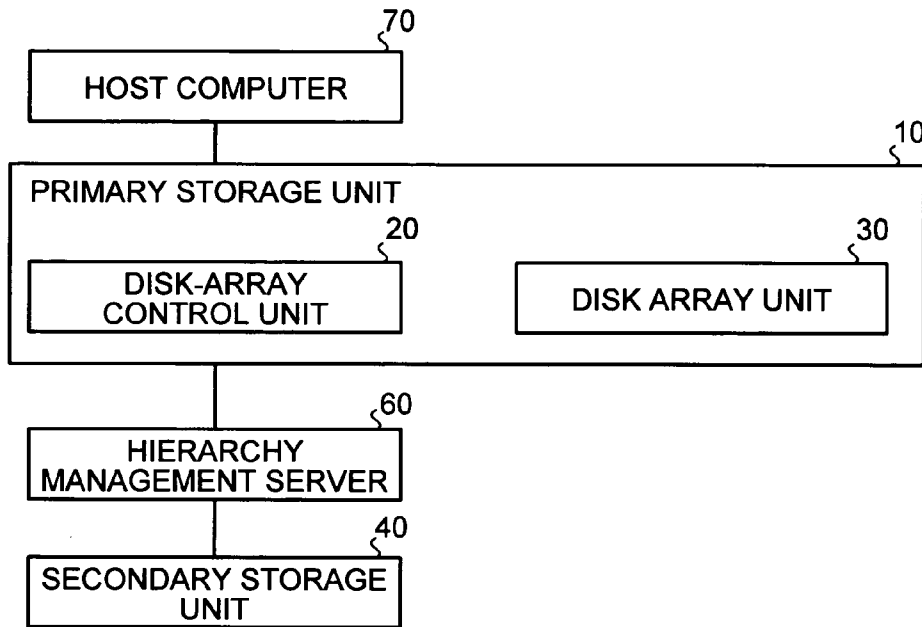 70
HOST COMPUTER
10
PRIMARY STORAGE UNIT
20
DISK-ARRAY
CONTROL UNIT
30
DISK ARRAY UNIT
60
HIERARCHY
MANAGEMENT SERVER
40
SECONDARY STORAGE
UNIT